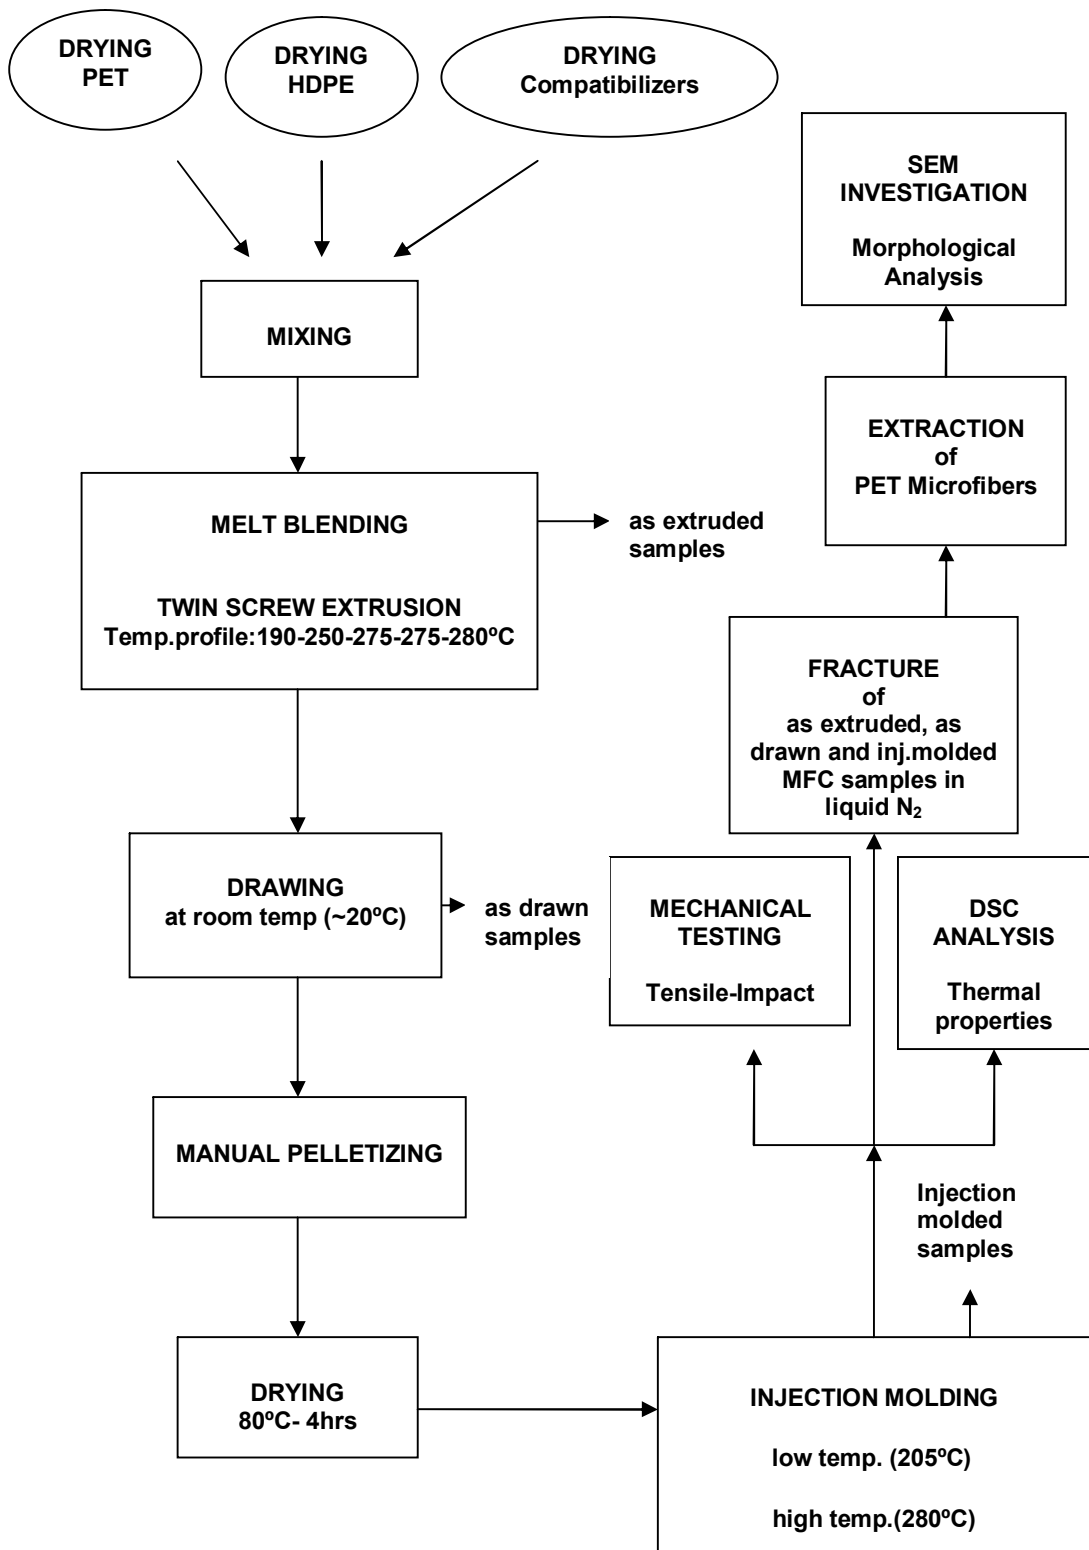 DRYING
PET
DRYING
HDPE
DRYING
Compatibilizers
MIXING
MELT BLENDING
TWIN SCREW EXTRUSION
Temp.profile:190-250-275-275-280ºC
as extruded
samples
DRAWING
at room temp (~20ºC)
as drawn
samples
MANUAL PELLETIZING
DRYING
80ºC- 4hrs
INJECTION MOLDING
low temp. (205ºC)
high temp.(280ºC)
Injection
molded
samples
MECHANICAL
TESTING
Tensile-Impact
DSC
ANALYSIS
Thermal
properties
FRACTURE
of
as extruded, as
drawn and inj.molded
MFC samples in
liquid N₂
EXTRACTION
of
PET Microfibers
SEM
INVESTIGATION
Morphological
Analysis